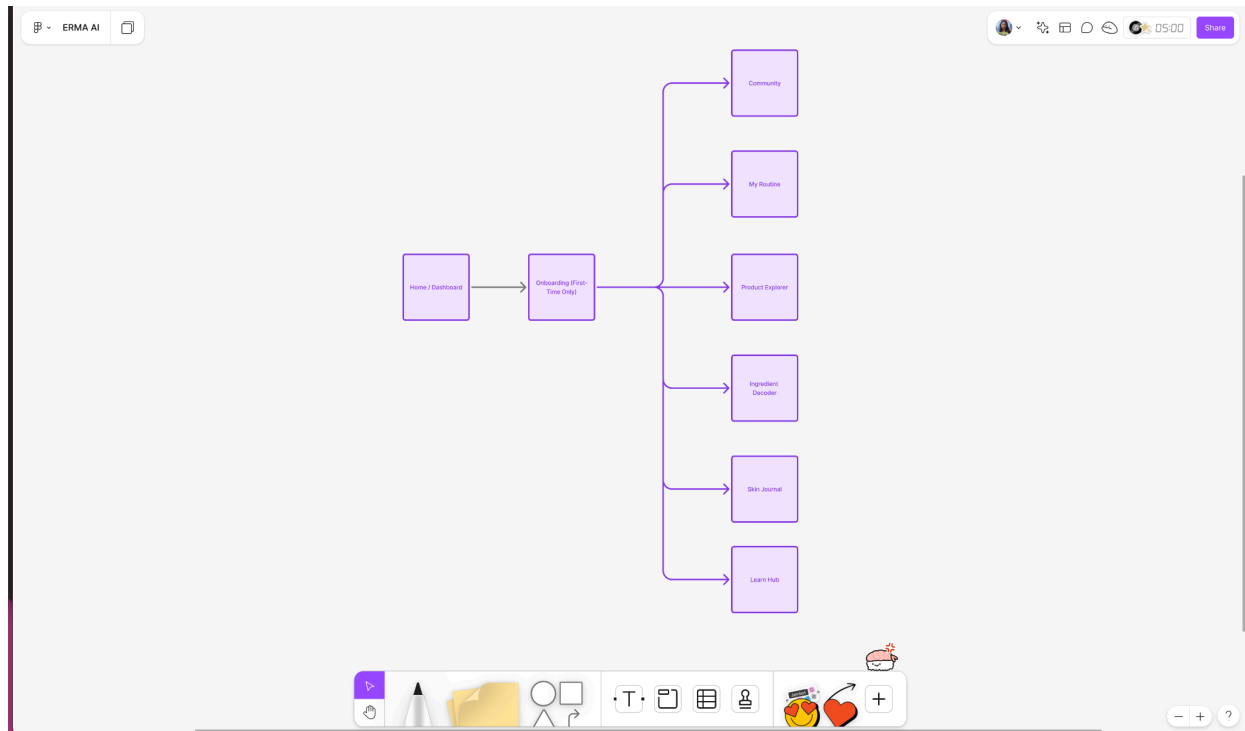 ERMA AI
05:00
Share
Community
My Routine
Home / Dashboard
Onboarding (First-
Time Only)
Product Explorer
Ingredient
Decoder
Skin Journal
Learn Hub
T
?